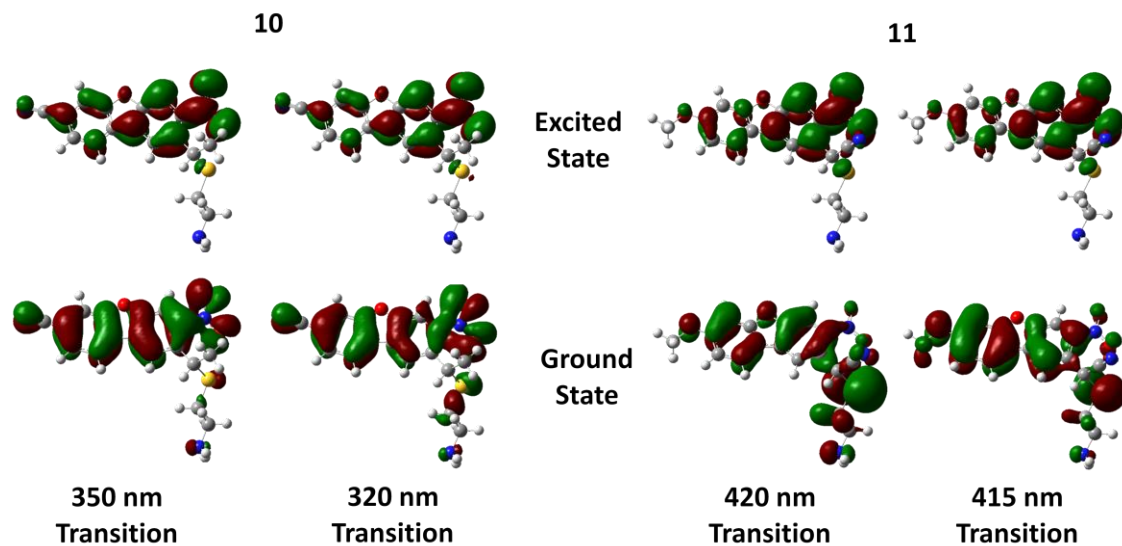 10
11
Excited
State
Ground
State
350 nm
Transition
320 nm
Transition
420 nm
Transition
415 nm
Transition